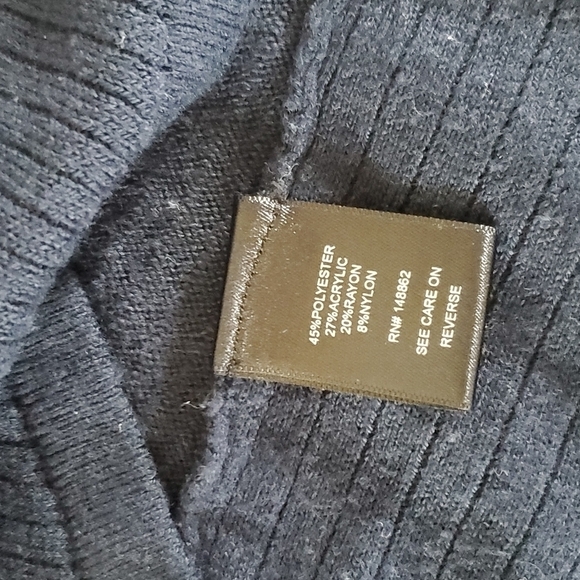 45%POLYESTER
27%ACRYLIC
20%RAYON
8%NYLON
RN# 148862
SEE CARE ON
REVERSE